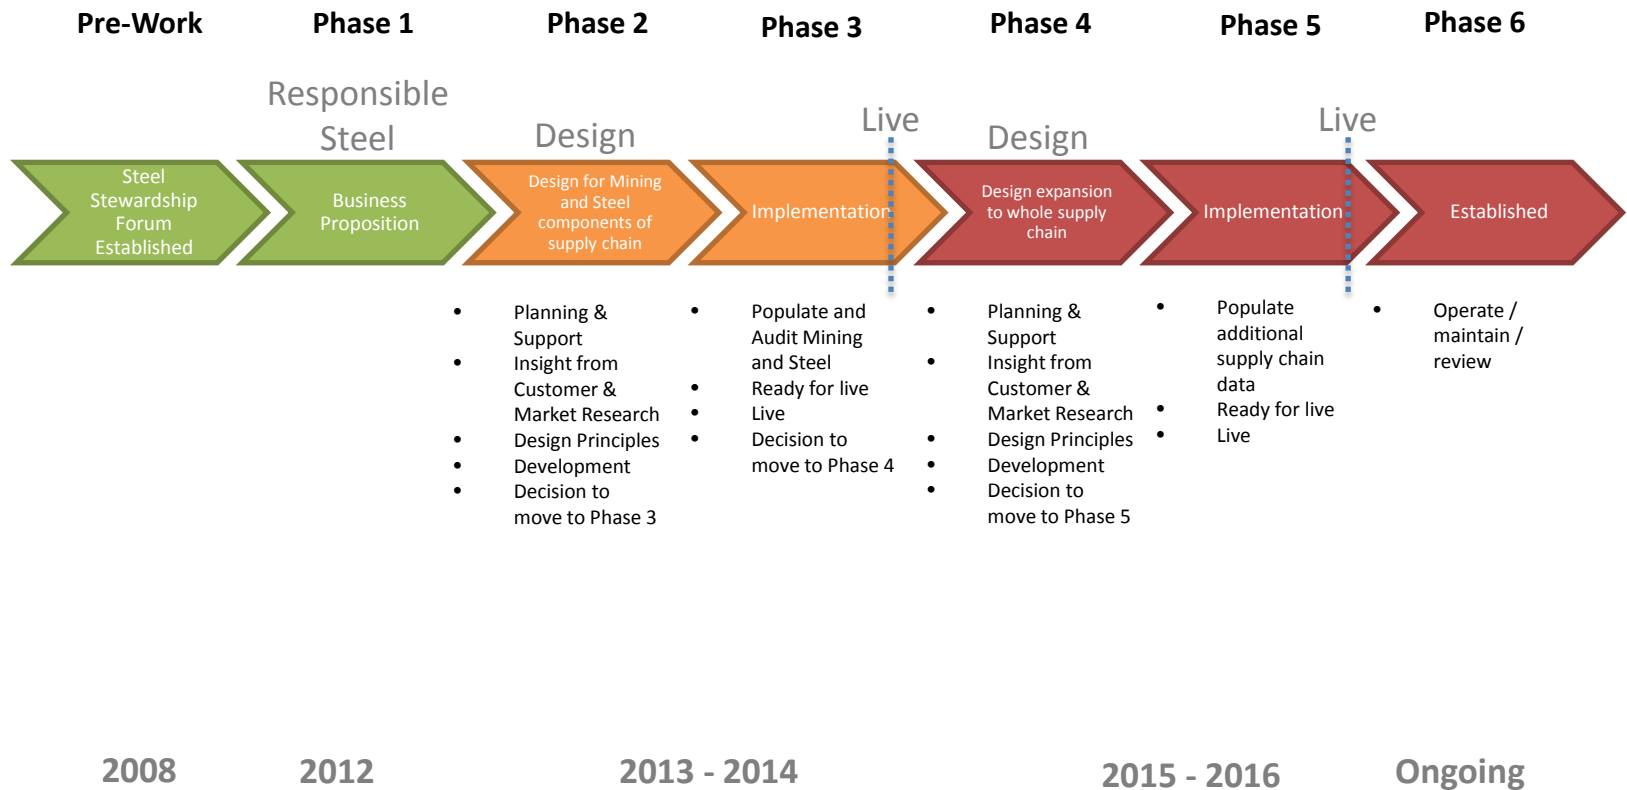 Pre-Work
Phase 1
Phase 2
Phase 3
Phase 4
Phase 5
Phase 6
Responsible
Steel
Design
Live
Design
Live
Steel
Stewardship
Forum
Established
Business
Proposition
Design for Mining
and Steel
components of
supply chain
Implementation
Design expansion
to whole supply
chain
Implementation
Established
• Planning &
Support
• Insight from
Customer &
Market Research
• Design Principles
• Development
• Decision to
move to Phase 3
• Populate and
Audit Mining
and Steel
• Ready for live
• Live
• Decision to
move to Phase 4
• Planning &
Support
• Insight from
Customer &
Market Research
• Design Principles
• Development
• Decision to
move to Phase 5
• Populate
additional
supply chain
data
• Ready for live
• Live
• Operate /
maintain /
review
2008
2012
2013 - 2014
2015 - 2016
Ongoing